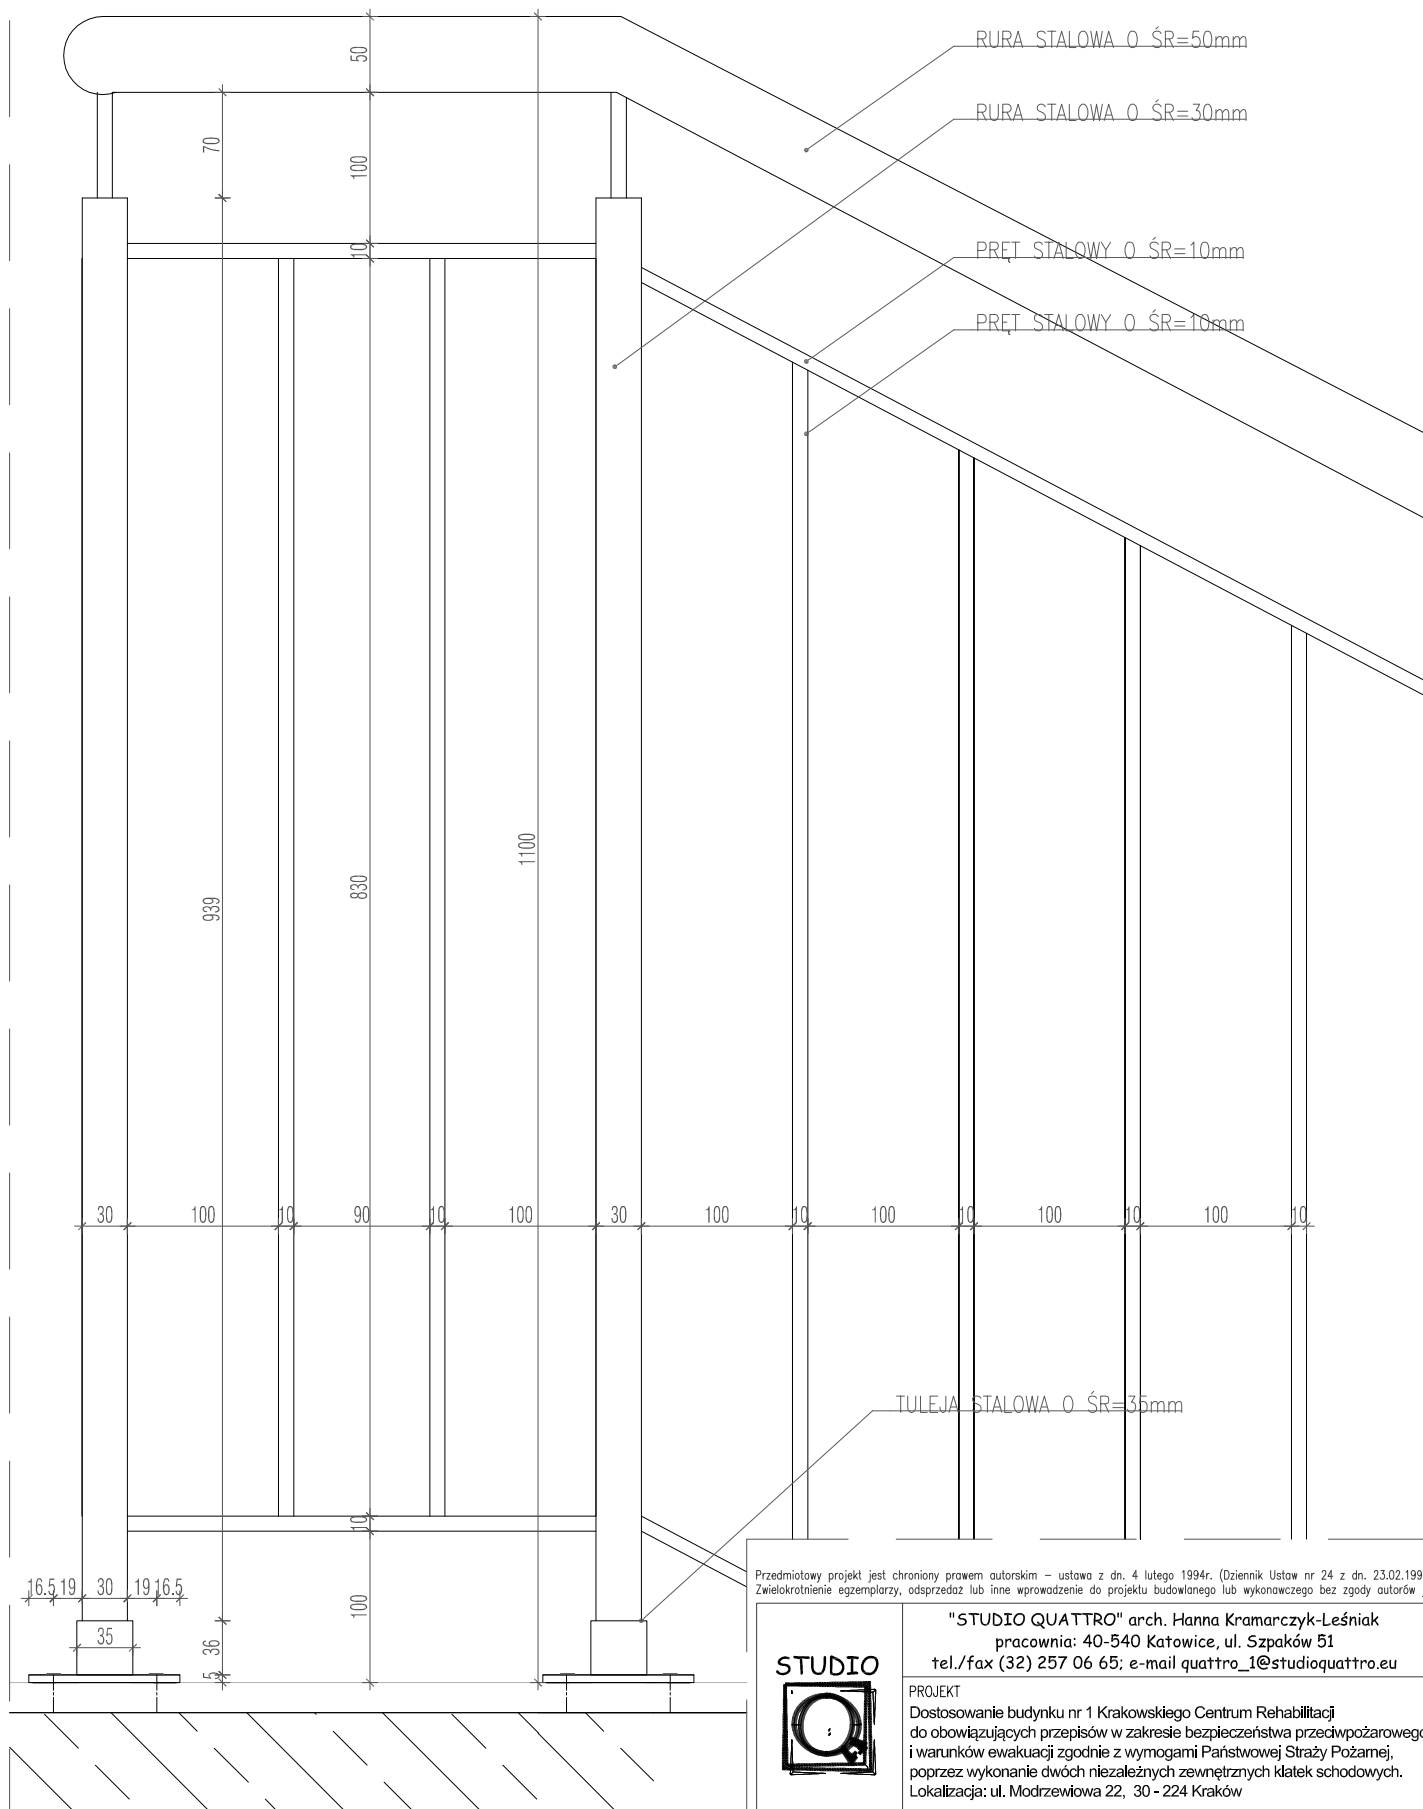 RURA STALOWA O ŚR=50mm
RURA STALOWA O ŚR=30mm
PRĘT STALOWY O ŚR=10mm
PRĘT STALOWY O ŚR=10mm
50
70
100
10
1100
830
939
30 100 10 90 10 100 30 100 10 100 10 100 10 100 10
TULEJA STALOWA O ŚR=35mm
10
16.5 19 30 19 16.5
100
35
36
5
Przedmiotowy projekt jest chroniony prawem autorskim – ustawa z dn. 4 lutego 1994r. (Dziennik Ustaw nr 24 z dn. 23.02.199
Zwielokrotnienie egzemplarzy, odsprzedaż lub inne wprowadzenie do projektu budowlanego lub wykonawczego bez zgody autorów
STUDIO
"STUDIO QUATTRO" arch. Hanna Kramarczyk-Leśniak
pracownia: 40-540 Katowice, ul. Szpaków 51
tel./fax (32) 257 06 65; e-mail quattro_1@studioquattro.eu
PROJEKT
Dostosowanie budynku nr 1 Krakowskiego Centrum Rehabilitacji
do obowiązujących przepisów w zakresie bezpieczeństwa przeciwpożarowego
i warunków ewakuacji zgodnie z wymogami Państwowej Straży Pożarnej,
poprzez wykonanie dwóch niezależnych zewnętrznych klatek schodowych.
Lokalizacja: ul. Modrzewiowa 22, 30 - 224 Kraków